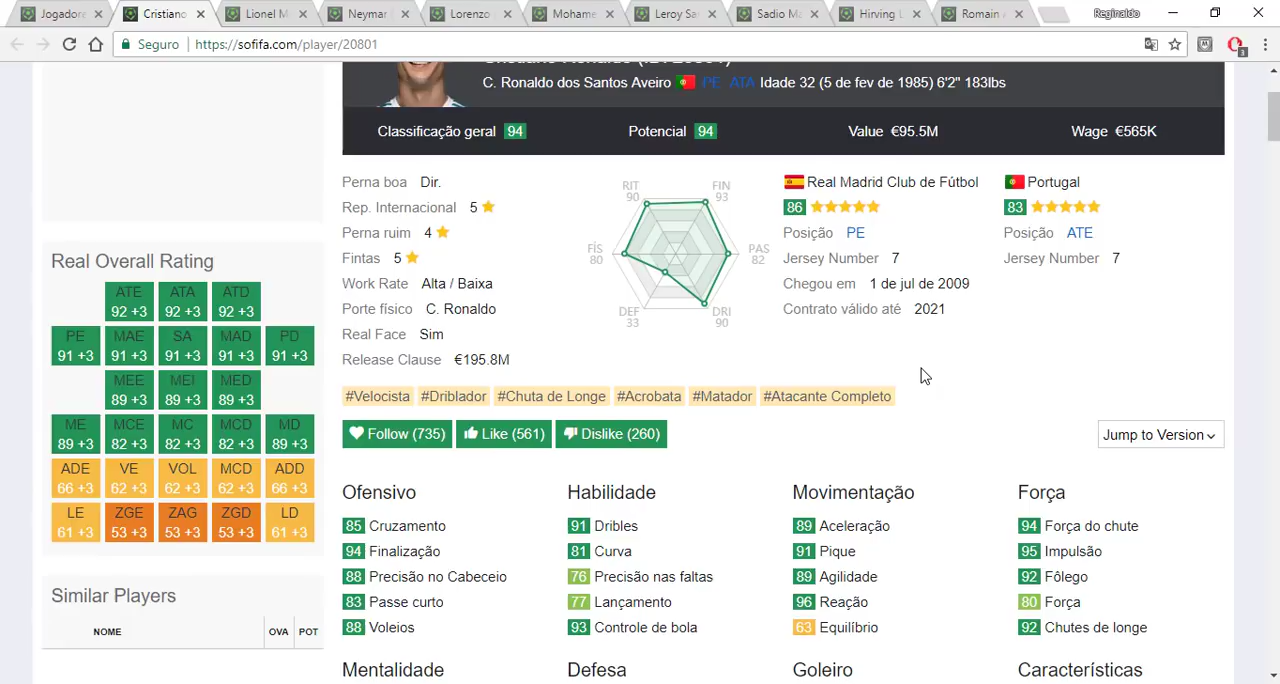 Jogador
Cristiano
Lionel M
Neymar
Lorenzo
Mohame
Leroy Sa
Sadio Ma
Hirving L
Romain
Reginaldo
Seguro
https://sofifa.com/player/20801
3
C. Ronaldo dos Santos Aveiro PE ATA Idade 32 (5 de fev de 1985) 6'2" 183lbs
Classificação geral 94
Potencial 94
Value €95.5M
Wage €565K
Perna boa Dir.
Rep. Internacional 5
Perna ruim 4
Fintas 5
Work Rate Alta / Baixa
Porte físico C. Ronaldo
Real Face Sim
Release Clause €195.8M
RIT
90
FIN
93
FÍS
80
PAS
82
DEF
33
DRI
90
Real Madrid Club de Fútbol
86
Posição PE
Jersey Number 7
Chegou em 1 de jul de 2009
Contrato válido até 2021
Portugal
83
Posição ATE
Jersey Number 7
#Velocista #Driblador #Chuta de Longe #Acrobata #Matador #Atacante Completo
Follow (735) Like (561) Dislike (260)
Jump to Version
Real Overall Rating
ATE ATA ATD
92 +3 92 +3 92 +3
PE MAE SA MAD PD
91 +3 91 +3 91 +3 91 +3 91 +3
MEE MEI MED
89 +3 89 +3 89 +3
ME MCE MC MCD MD
89 +3 82 +3 82 +3 82 +3 89 +3
ADE VE VOL MCD ADD
66 +3 62 +3 62 +3 62 +3 66 +3
LE ZGE ZAG ZGD LD
61 +3 53 +3 53 +3 53 +3 61 +3
Similar Players
NOME OVA POT
Ofensivo
85 Cruzamento
94 Finalização
88 Precisão no Cabeceio
83 Passe curto
88 Voleios
Habilidade
91 Dribles
81 Curva
76 Precisão nas faltas
77 Lançamento
93 Controle de bola
Movimentação
89 Aceleração
91 Pique
89 Agilidade
96 Reação
63 Equilíbrio
Força
94 Força do chute
95 Impulsão
92 Fôlego
80 Força
92 Chutes de longe
Mentalidade
Defesa
Goleiro
Características